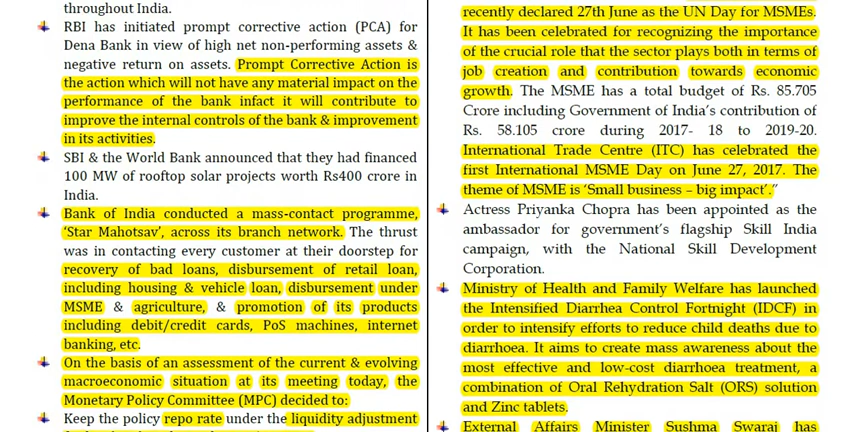 throughout India.
RBI has initiated prompt corrective action (PCA) for
Dena Bank in view of high net non-performing assets &
negative return on assets. Prompt Corrective Action is
the action which will not have any material impact on the
performance of the bank infact it will contribute to
improve the internal controls of the bank & improvement
in its activities.
SBI & the World Bank announced that they had financed
100 MW of rooftop solar projects worth Rs400 crore in
India.
Bank of India conducted a mass-contact programme,
‘Star Mahotsav’, across its branch network. The thrust
was in contacting every customer at their doorstep for
recovery of bad loans, disbursement of retail loan,
including housing & vehicle loan, disbursement under
MSME & agriculture, & promotion of its products
including debit/credit cards, PoS machines, internet
banking, etc.
On the basis of an assessment of the current & evolving
macroeconomic situation at its meeting today, the
Monetary Policy Committee (MPC) decided to:
Keep the policy repo rate under the liquidity adjustment
recently declared 27th June as the UN Day for MSMEs.
It has been celebrated for recognizing the importance
of the crucial role that the sector plays both in terms of
job creation and contribution towards economic
growth. The MSME has a total budget of Rs. 85.705
Crore including Government of India’s contribution of
Rs. 58.105 crore during 2017- 18 to 2019-20.
International Trade Centre (ITC) has celebrated the
first International MSME Day on June 27, 2017. The
theme of MSME is ‘Small business – big impact’.”
Actress Priyanka Chopra has been appointed as the
ambassador for government’s flagship Skill India
campaign, with the National Skill Development
Corporation.
Ministry of Health and Family Welfare has launched
the Intensified Diarrhea Control Fortnight (IDCF) in
order to intensify efforts to reduce child deaths due to
diarrhoea. It aims to create mass awareness about the
most effective and low-cost diarrhoea treatment, a
combination of Oral Rehydration Salt (ORS) solution
and Zinc tablets.
External Affairs Minister Sushma Swaraj has